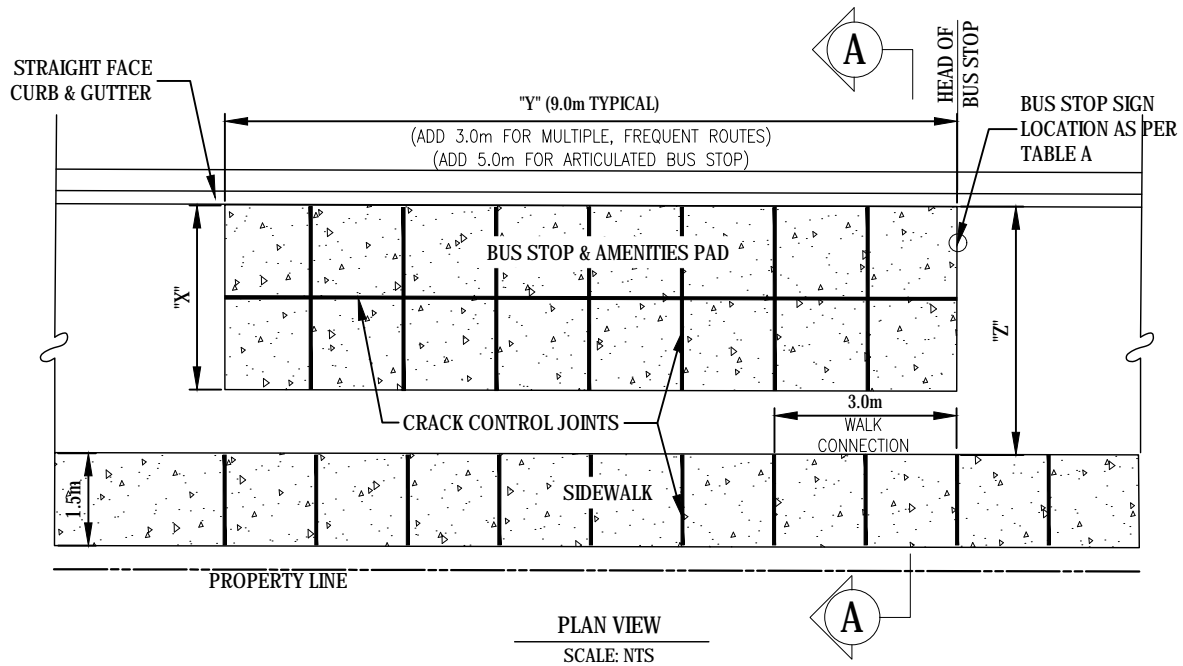 A
HEAD OF
BUS STOP
STRAIGHT FACE
CURB & GUTTER
"Y" (9.0m TYPICAL)
(ADD 3.0m FOR MULTIPLE, FREQUENT ROUTES)
(ADD 5.0m FOR ARTICULATED BUS STOP)
BUS STOP SIGN
LOCATION AS PER
TABLE A
BUS STOP & AMENITIES PAD
"X"
"Z"
3.0m
WALK
CONNECTION
CRACK CONTROL JOINTS
1.5m
SIDEWALK
PROPERTY LINE
A
PLAN VIEW
SCALE: NTS